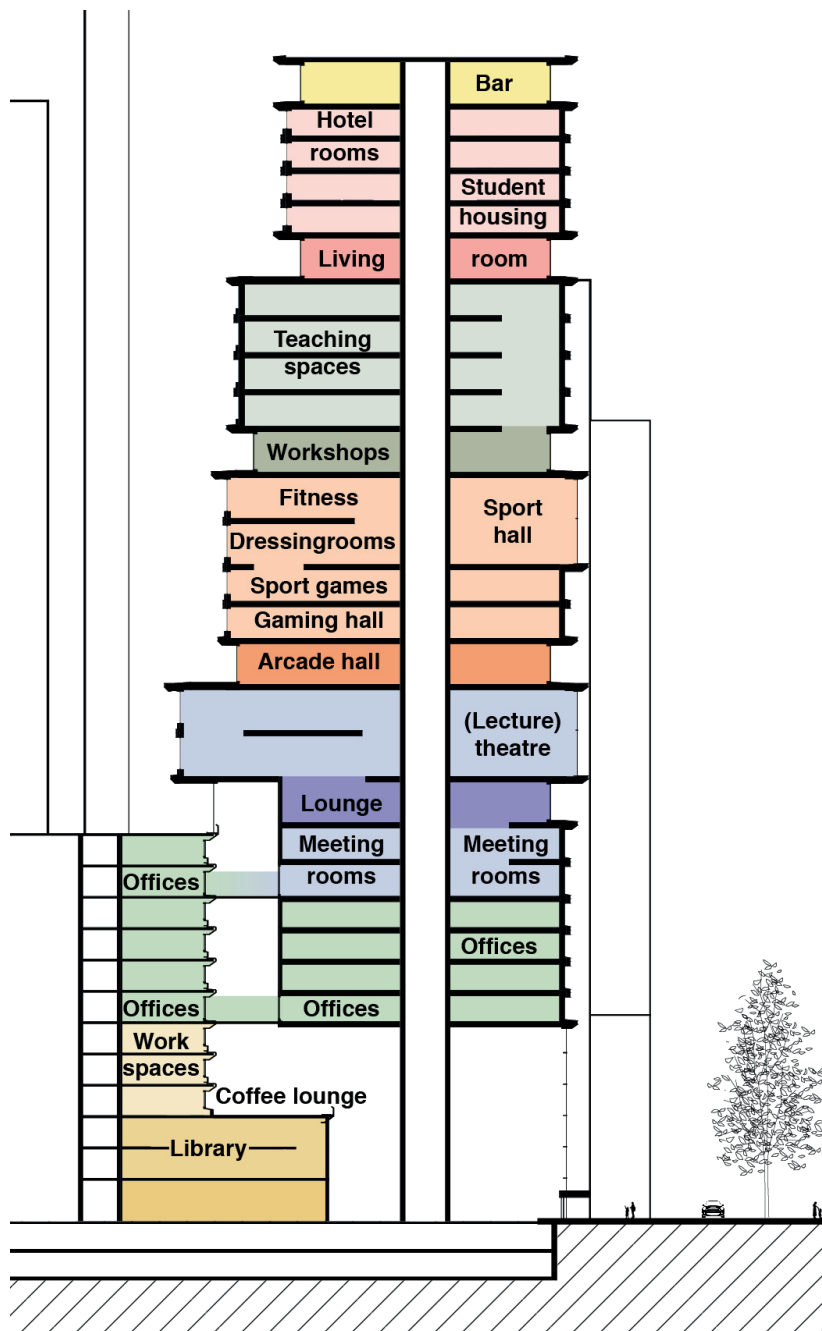 Bar
Hotel
rooms
Student
housing
Living room
Teaching
spaces
Workshops
Fitness
Dressingrooms
Sport
hall
Sport games
Gaming hall
Arcade hall
(Lecture)
theatre
Lounge
Meeting
rooms
Meeting
rooms
Offices
Offices
Offices
Offices
Work
spaces
Coffee lounge
Library